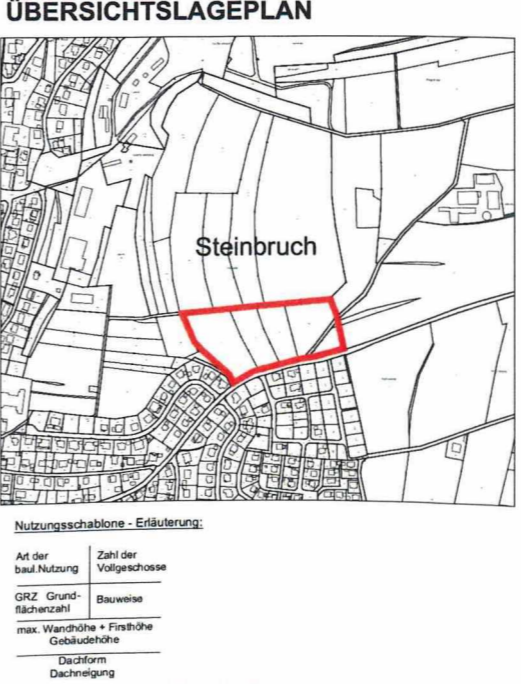 ÜBERSICHTSLAGEPLAN
Steinbruch
Nutzungsschablone - Erläuterung:
Art der
baul.Nutzung
Zahl der
Vollgeschosse
GRZ Grund-
flächenzahl
Bauweise
max. Wandhöhe + Firsthöhe
Gebäudehöhe
Dachform
Dachneigung